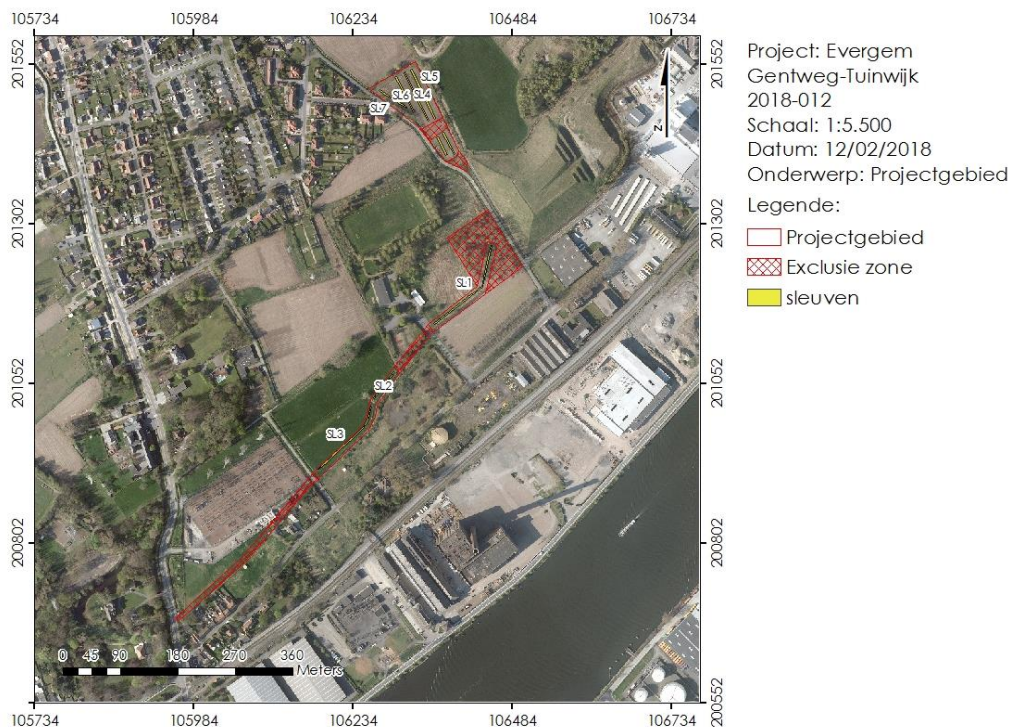 105734 105984 106234 106484 106734
201552
201302
201052
200802
200552
201552
201302
201052
200802
200552
SL5
SL4
SL6
SL7
SL1
SL2
SL3
N
0 45 90 180 270 360
Meters
105734 105984 106234 106484 106734
Project: Evergem
Gentweg-Tuinwijk
2018-012
Schaal: 1:5.500
Datum: 12/02/2018
Onderwerp: Projectgebied
Legende:
Projectgebied
Exclusie zone
sleuven